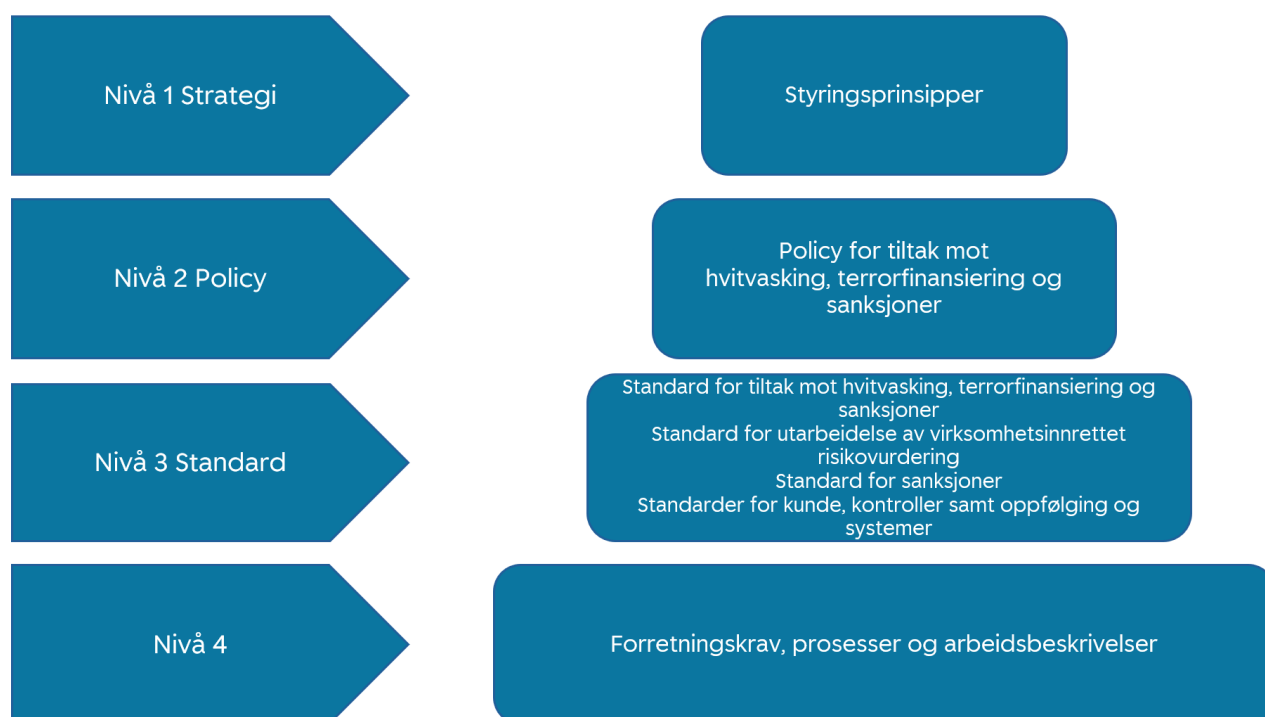 Nivå 1 Strategi
Styringsprinsipper
Nivå 2 Policy
Policy for tiltak mot
hvitvasking, terrorfinansiering og
sanksjoner
Nivå 3 Standard
Standard for tiltak mot hvitvasking, terrorfinansiering og
sanksjoner
Standard for utarbeidelse av virksomhetsinnrettet
risikovurdering
Standard for sanksjoner
Standarder for kunde, kontroller samt oppfølging og
systemer
Nivå 4
Forretningskrav, prosesser og arbeidsbeskrivelser